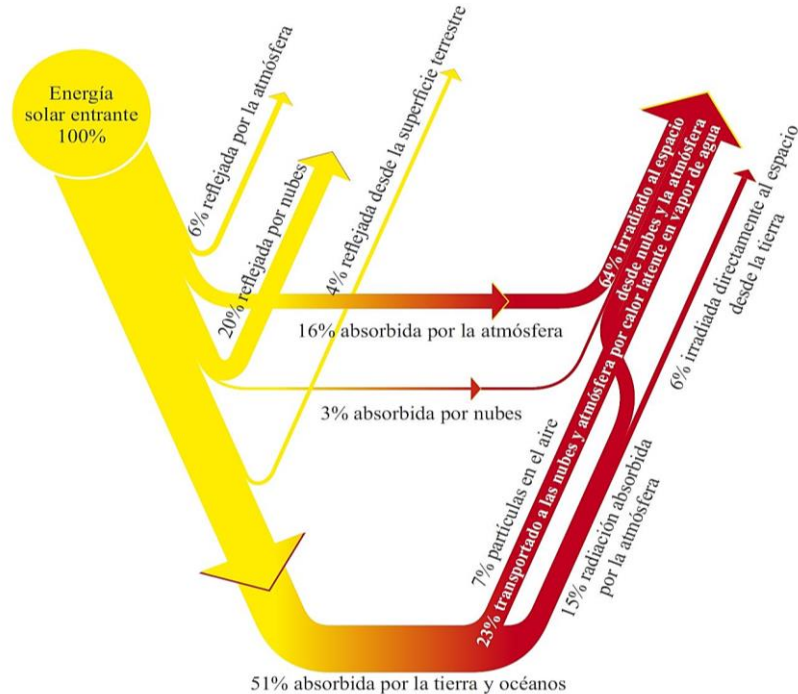 Energía
solar entrante
100%
6% reflejada por la atmósfera
20% reflejada por nubes
4% reflejada desde la superficie terrestre
16% absorbida por la atmósfera
3% absorbida por nubes
64% irradiado al espacio
desde nubes y la atmósfera
6% irradiada directamente al espacio
desde la tierra
7% partículas en el aire
23% transportado a las nubes y atmósfera por calor latente en vapor de agua
15% radiación absorbida
por la atmósfera
51% absorbida por la tierra y océanos